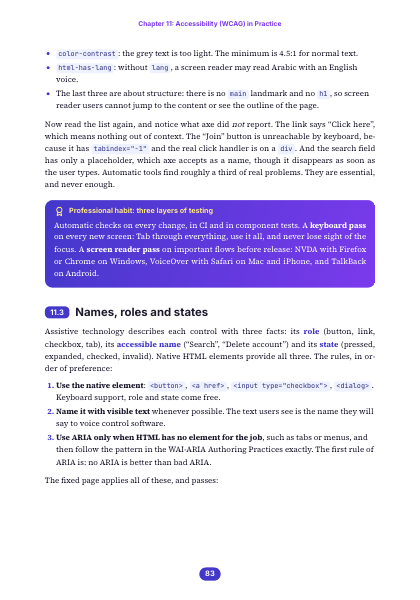 Chapter 11: Accessibility (WCAG) in Practice
• color-contrast: the grey text is too light. The minimum is 4.5:1 for normal text.
• html-has-lang: without lang, a screen reader may read Arabic with an English
voice.
• The last three are about structure: there is no main landmark and no h1, so screen
reader users cannot jump to the content or see the outline of the page.
Now read the list again, and notice what axe did not report. The link says “Click here”,
which means nothing out of context. The “Join” button is unreachable by keyboard, be-
cause it has tabindex="-1" and the real click handler is on a div. And the search field
has only a placeholder, which axe accepts as a name, though it disappears as soon as
the user types. Automatic tools find roughly a third of real problems. They are essential,
and never enough.
Professional habit: three layers of testing
Automatic checks on every change, in CI and in component tests. A keyboard pass
on every new screen: Tab through everything, use it all, and never lose sight of the
focus. A screen reader pass on important flows before release: NVDA with Firefox
or Chrome on Windows, VoiceOver with Safari on Mac and iPhone, and TalkBack
on Android.
11.3 Names, roles and states
Assistive technology describes each control with three facts: its role (button, link,
checkbox, tab), its accessible name (“Search”, “Delete account”) and its state (pressed,
expanded, checked, invalid). Native HTML elements provide all three. The rules, in or-
der of preference:
1. Use the native element: <button>, <a href>, <input type="checkbox">, <dialog>.
Keyboard support, role and state come free.
2. Name it with visible text whenever possible. The text users see is the name they will
say to voice control software.
3. Use ARIA only when HTML has no element for the job, such as tabs or menus, and
then follow the pattern in the WAI-ARIA Authoring Practices exactly. The first rule of
ARIA is: no ARIA is better than bad ARIA.
The fixed page applies all of these, and passes:
83